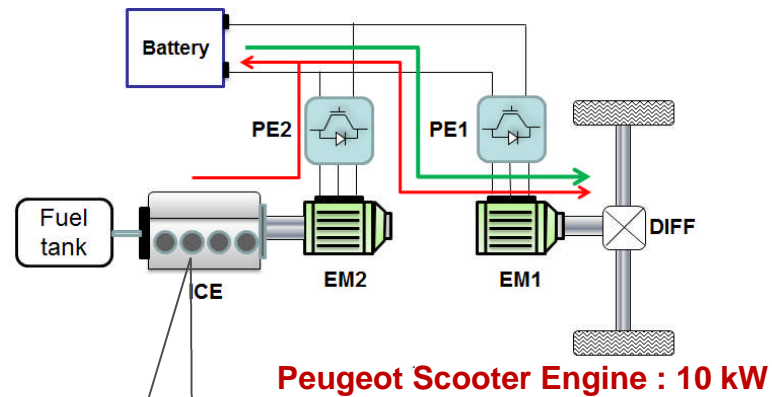 Battery
PE2
PE1
Fuel
tank
ICE
EM2
EM1
DIFF
Peugeot Scooter Engine : 10 kW